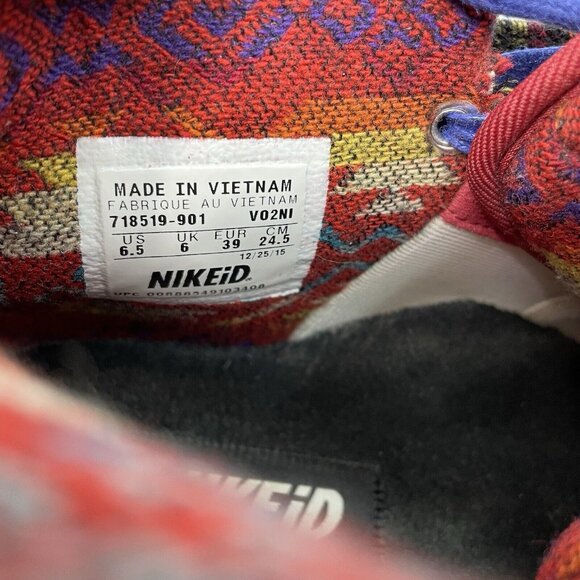 MADE IN VIETNAM
FABRIQUE AU VIETNAM
718519-901 V02NI
US UK EUR CM
6.5 6 39 24.5
12/25/15
NIKEiD.
UPC
NIKEiD